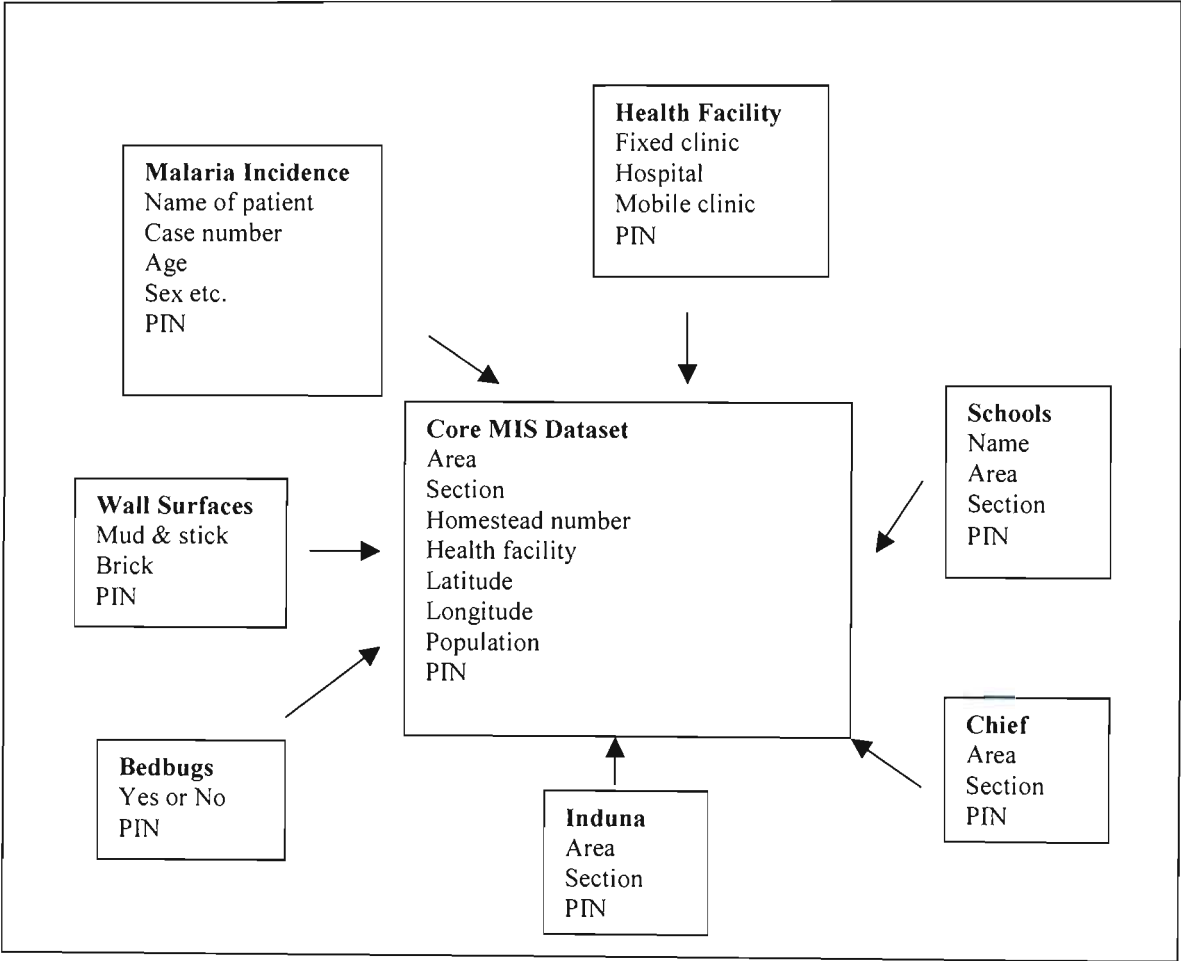 Health Facility
Fixed clinic
Hospital
Mobile clinic
PIN
Malaria Incidence
Name of patient
Case number
Age
Sex etc.
PIN
Core MIS Dataset
Area
Section
Homestead number
Health facility
Latitude
Longitude
Population
PIN
Schools
Name
Area
Section
PIN
Wall Surfaces
Mud & stick
Brick
PIN
Chief
Area
Section
PIN
Bedbugs
Yes or No
PIN
Induna
Area
Section
PIN